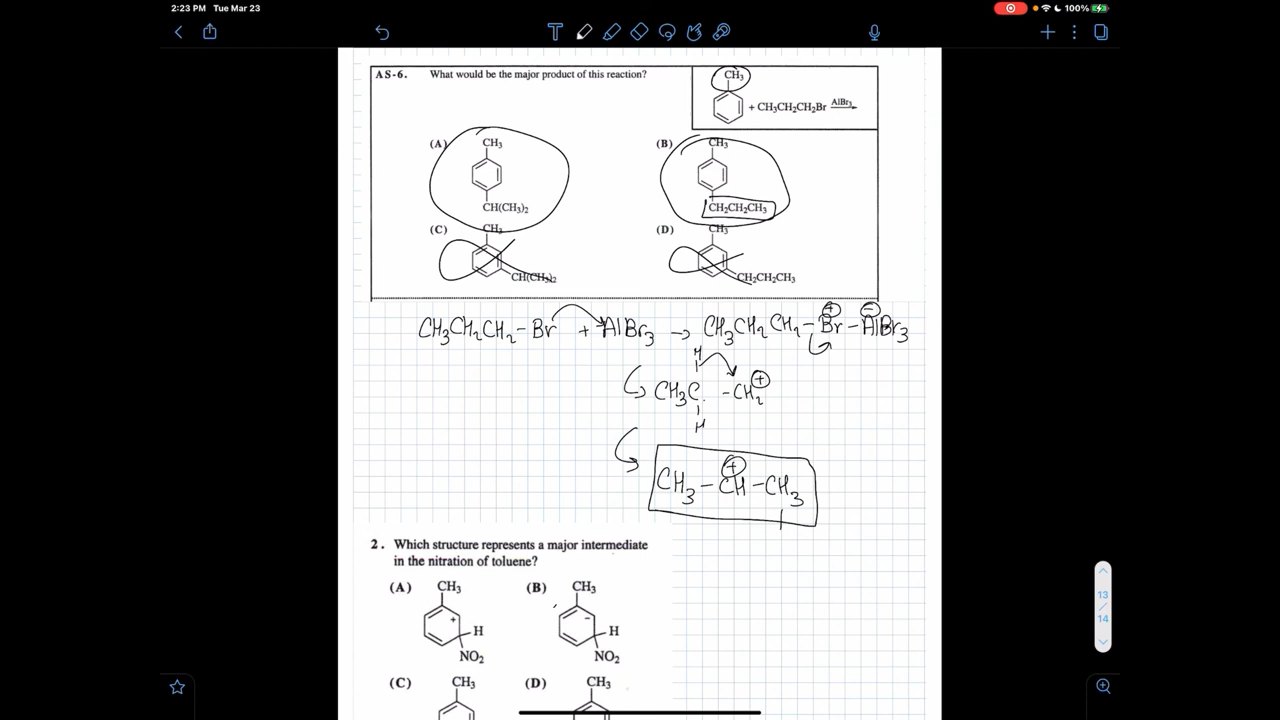 2:23 PM Tue Mar 23
100%
AS-6. What would be the major product of this reaction?
CH₃
+ CH₃CH₂CH₂Br AlBr₃
(A) CH₃
CH(CH₃)₂
(B) CH₃
CH₂CH₂CH₃
(C) CH₃
CH(CH₃)₂
(D) CH₃
CH₂CH₂CH₃
CH₃CH₂CH₂-Br + AlBr₃ → CH₃CH₂CH₂-Br-AlBr₃
+ −
H
CH₃C -CH₂ +
H
+
CH₃-CH-CH₃
2. Which structure represents a major intermediate
in the nitration of toluene?
(A) CH₃
+
H
NO₂
(B) CH₃
−
H
NO₂
(C) CH₃
(D) CH₃
13
/
14